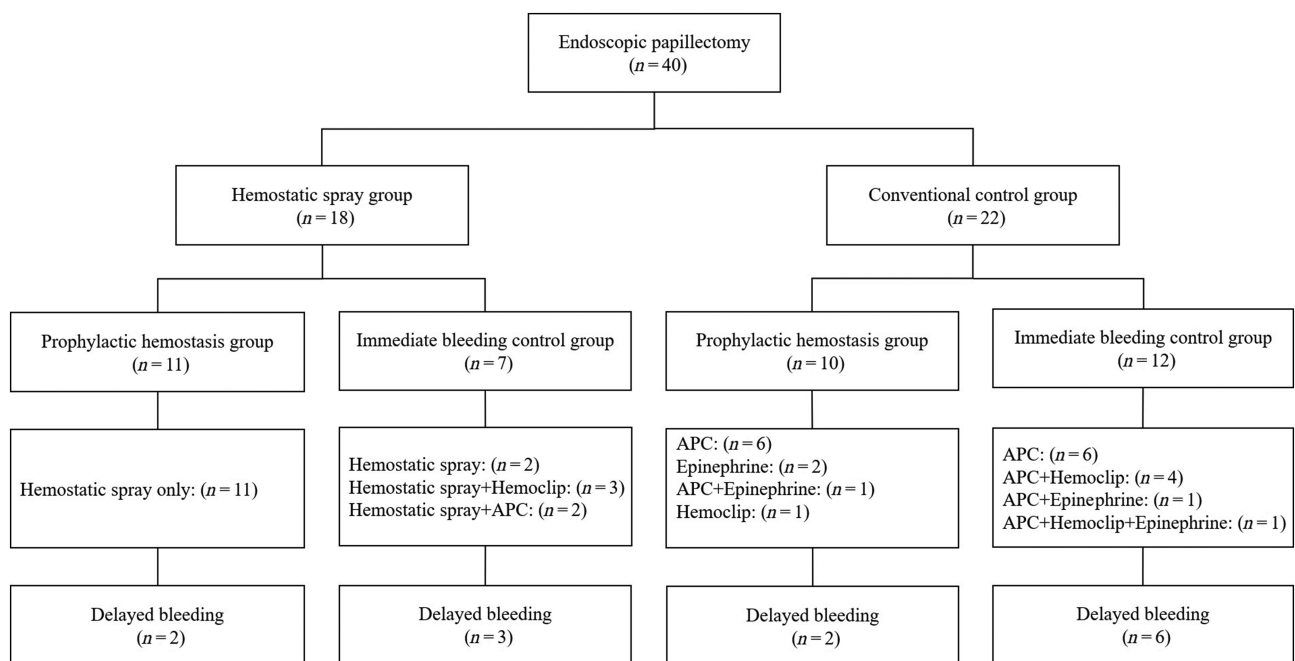 Endoscopic papillectomy
(n = 40)
Hemostatic spray group
(n = 18)
Conventional control group
(n = 22)
Prophylactic hemostasis group
(n = 11)
Immediate bleeding control group
(n = 7)
Prophylactic hemostasis group
(n = 10)
Immediate bleeding control group
(n = 12)
Hemostatic spray only: (n = 11)
Hemostatic spray: (n = 2)
Hemostatic spray+Hemoclip: (n = 3)
Hemostatic spray+APC: (n = 2)
APC: (n = 6)
Epinephrine: (n = 2)
APC+Epinephrine: (n = 1)
Hemoclip: (n = 1)
APC: (n = 6)
APC+Hemoclip: (n = 4)
APC+Epinephrine: (n = 1)
APC+Hemoclip+Epinephrine: (n = 1)
Delayed bleeding
(n = 2)
Delayed bleeding
(n = 3)
Delayed bleeding
(n = 2)
Delayed bleeding
(n = 6)